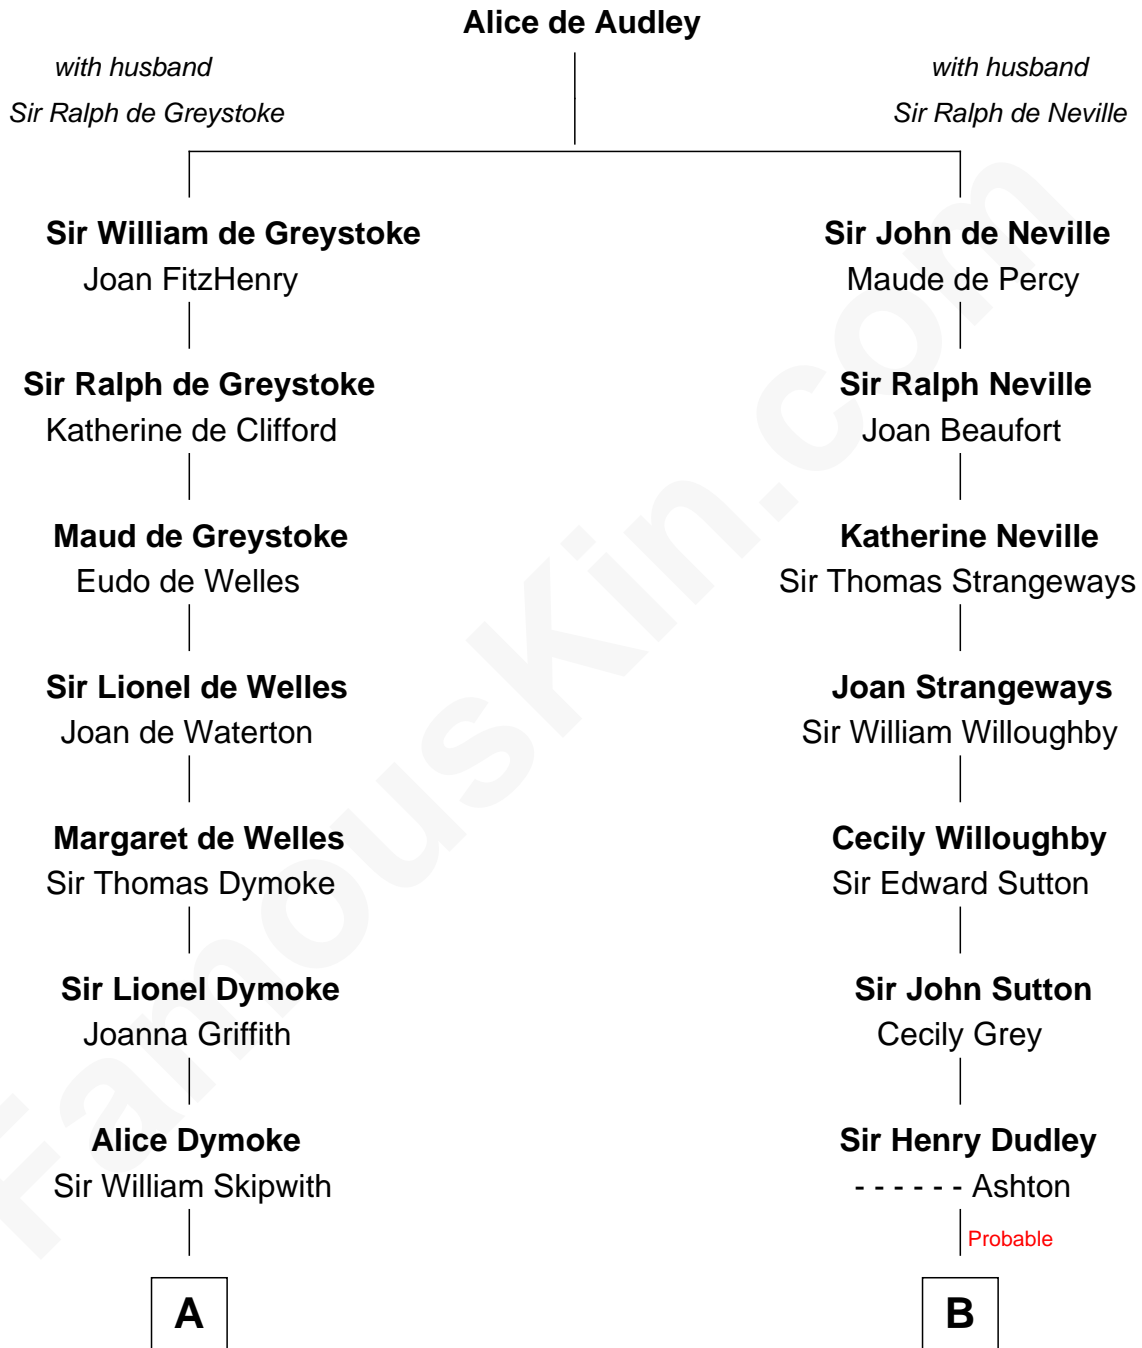 Alice de Audley
with husband
Sir Ralph de Greystoke
with husband
Sir Ralph de Neville
Sir William de Greystoke
Joan FitzHenry
Sir John de Neville
Maude de Percy
Sir Ralph de Greystoke
Katherine de Clifford
Sir Ralph Neville
Joan Beaufort
Maud de Greystoke
Eudo de Welles
Katherine Neville
Sir Thomas Strangeways
Sir Lionel de Welles
Joan de Waterton
Joan Strangeways
Sir William Willoughby
Margaret de Welles
Sir Thomas Dymoke
Cecily Willoughby
Sir Edward Sutton
Sir Lionel Dymoke
Joanna Griffith
Sir John Sutton
Cecily Grey
Alice Dymoke
Sir William Skipwith
Sir Henry Dudley
- - - - - - Ashton
Probable
A
B
FamousKin.com